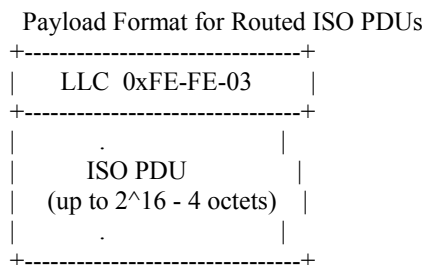 Payload Format for Routed ISO PDUs
+-------------------------------+
| LLC 0xFE-FE-03 |
+-------------------------------+
| . |
| ISO PDU |
| (up to 2^16 - 4 octets) |
| . |
+-------------------------------+